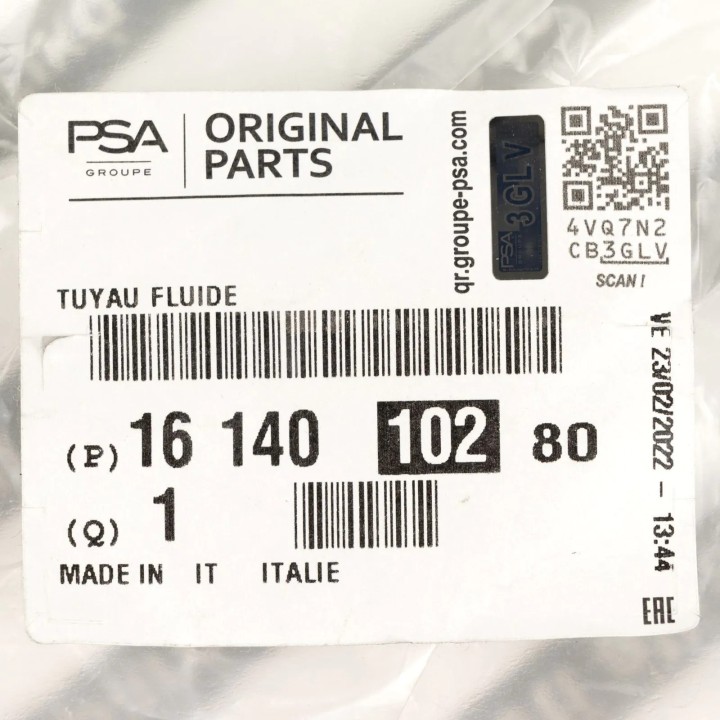 PSA
GROUPE
ORIGINAL
PARTS
qr.groupe-psa.com
PSA
3GLV
4VQ7N2
CB3GLV
SCAN!
TUYAU FLUIDE
(P) 16 140 102 80
(Q) 1
MADE IN IT ITALIE
VE 23/02/2022 - 13:44
EAC